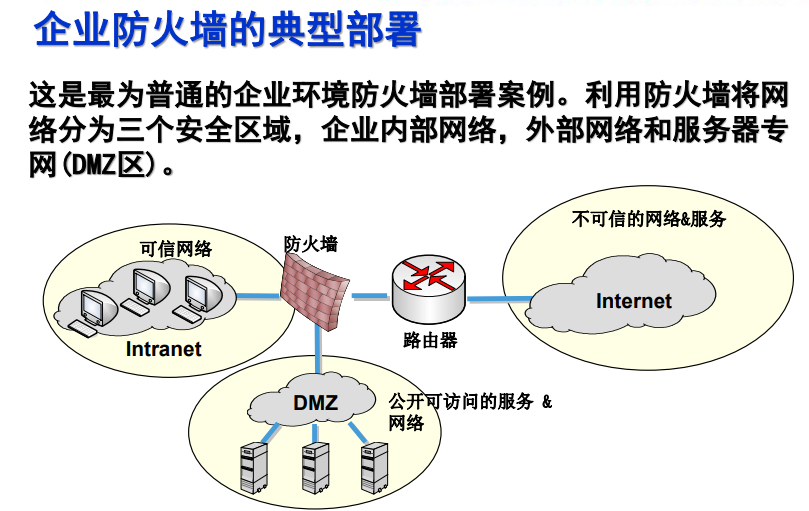 企业防火墙的典型部署
这是最为普通的企业环境防火墙部署案例。利用防火墙将网
络分为三个安全区域，企业内部网络，外部网络和服务器专
网(DMZ区)。
不可信的网络&服务
可信网络
防火墙
Internet
路由器
Intranet
DMZ
公开可访问的服务 &
网络